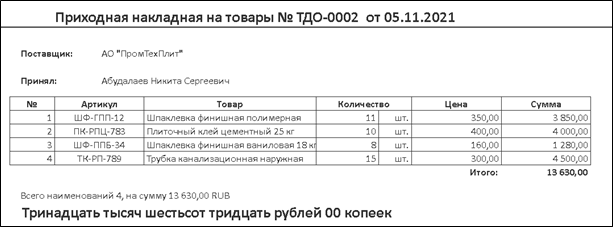 Приходная накладная на товары № ТДО-0002 от 05.11.2021
Поставщик: АО "ПромТехПлит"
Принял: Абудалаев Никита Сергеевич
№ Артикул Товар Количество Цена Сумма
1 ШФ-ГПП-12 Шпаклевка финишная полимерная 11 шт. 350,00 3 850,00
2 ПК-РПЦ-783 Плиточный клей цементный 25 кг 10 шт. 400,00 4 000,00
3 ШФ-ППБ-34 Шпаклевка финишная ваниловая 18 кг 8 шт. 160,00 1 280,00
4 ТК-РП-789 Трубка канализационная наружная 15 шт. 300,00 4 500,00
Итого: 13 630,00
Всего наименований 4, на сумму 13 630,00 RUB
Тринадцать тысяч шестьсот тридцать рублей 00 копеек